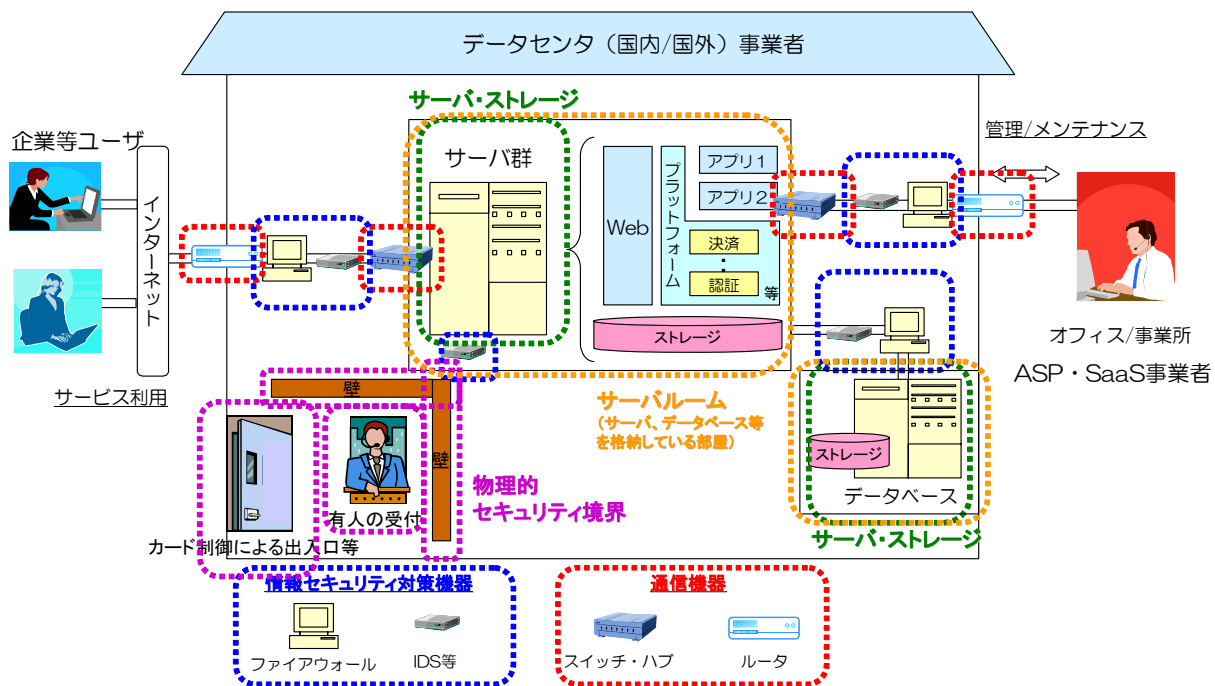 データセンタ（国内/国外）事業者
サーバ・ストレージ
企業等ユーザ
管理/メンテナンス
サーバ群
アプリ１
アプリ２
プラットフォーム
Web
インターネット
決済
・・
認証
等
ストレージ
オフィス/事業所
ASP・SaaS事業者
サービス利用
壁
サーバルーム
（サーバ、データベース等
を格納している部屋）
ストレージ
壁
物理的
セキュリティ境界
データベース
有人の受付
カード制御による出入口等
サーバ・ストレージ
情報セキュリティ対策機器
通信機器
ファイアウォール
IDS等
スイッチ・ハブ
ルータ